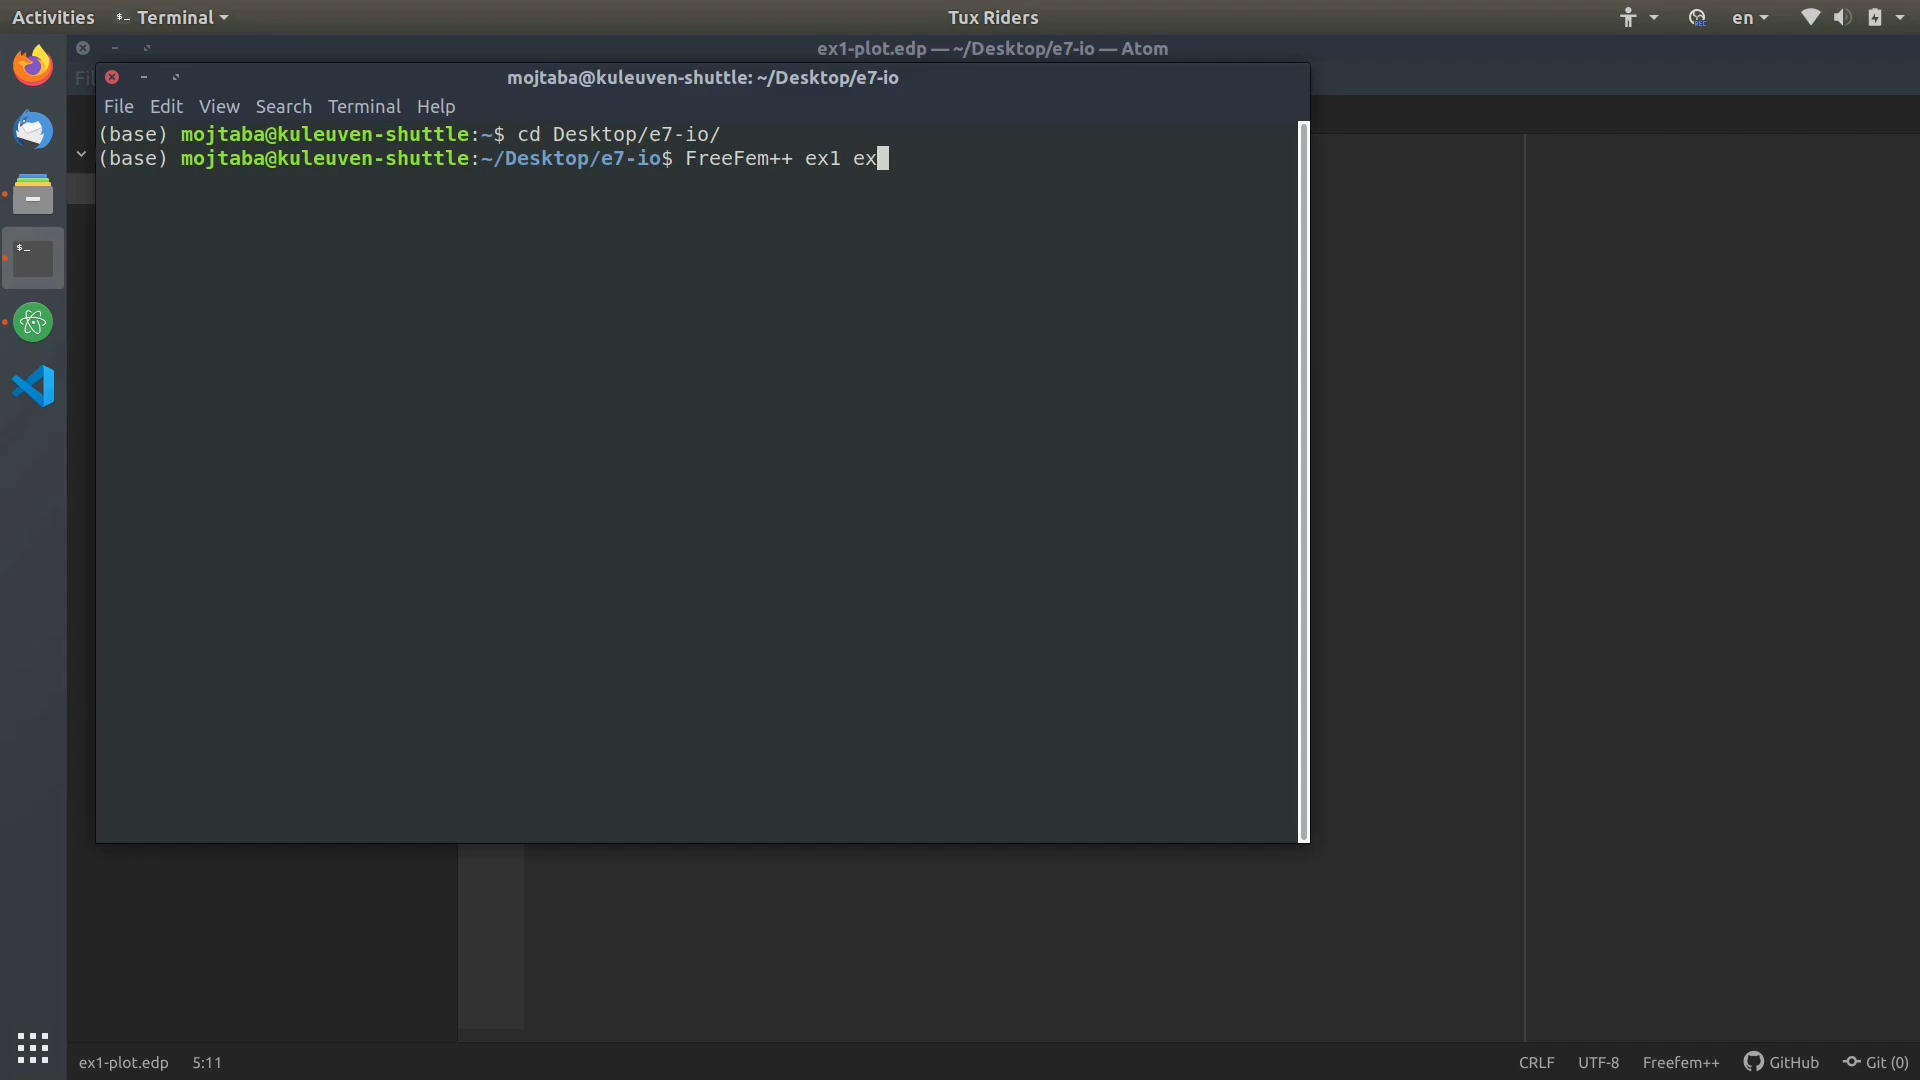 Activities Terminal Tux Riders en
ex1-plot.edp — ~/Desktop/e7-io — Atom
mojtaba@kuleuven-shuttle: ~/Desktop/e7-io
File Edit View Search Terminal Help
(base) mojtaba@kuleuven-shuttle:~$ cd Desktop/e7-io/
(base) mojtaba@kuleuven-shuttle:~/Desktop/e7-io$ FreeFem++ ex1 ex
$_
ex1-plot.edp 5:11 CRLF UTF-8 Freefem++ GitHub Git (0)